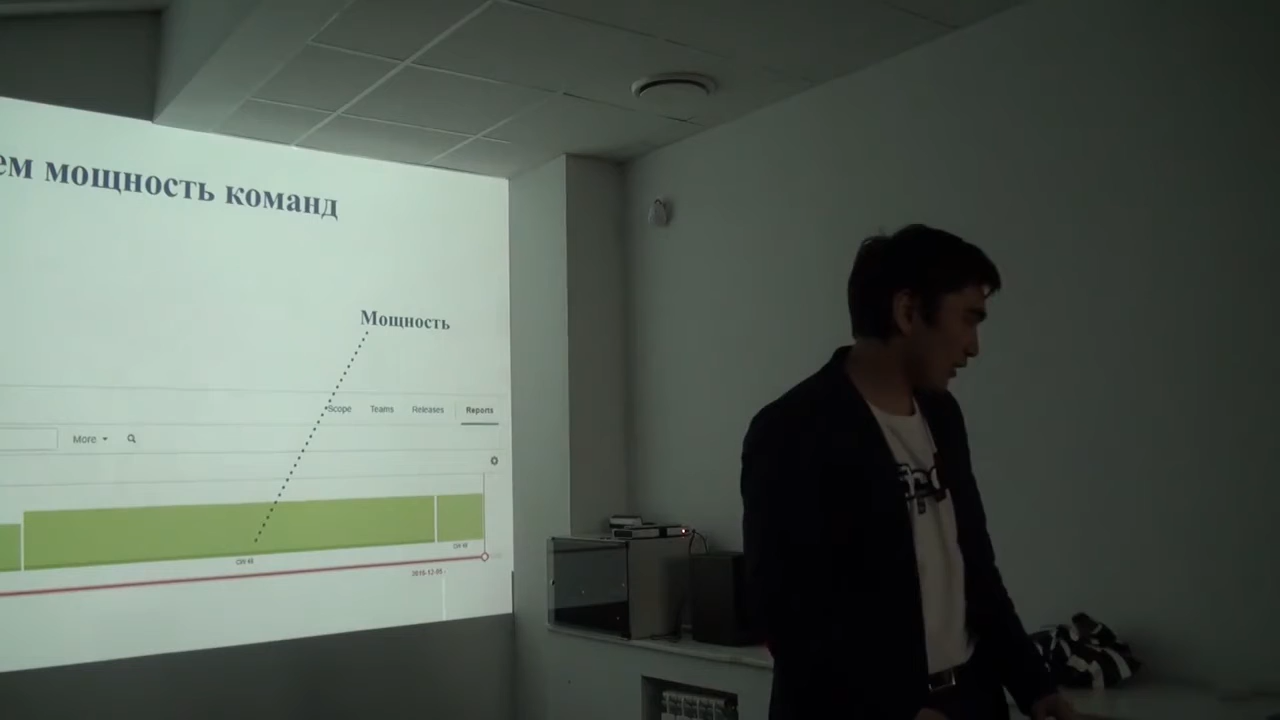 ем мощность команд
Мощность
Scope Teams Releases Reports
More